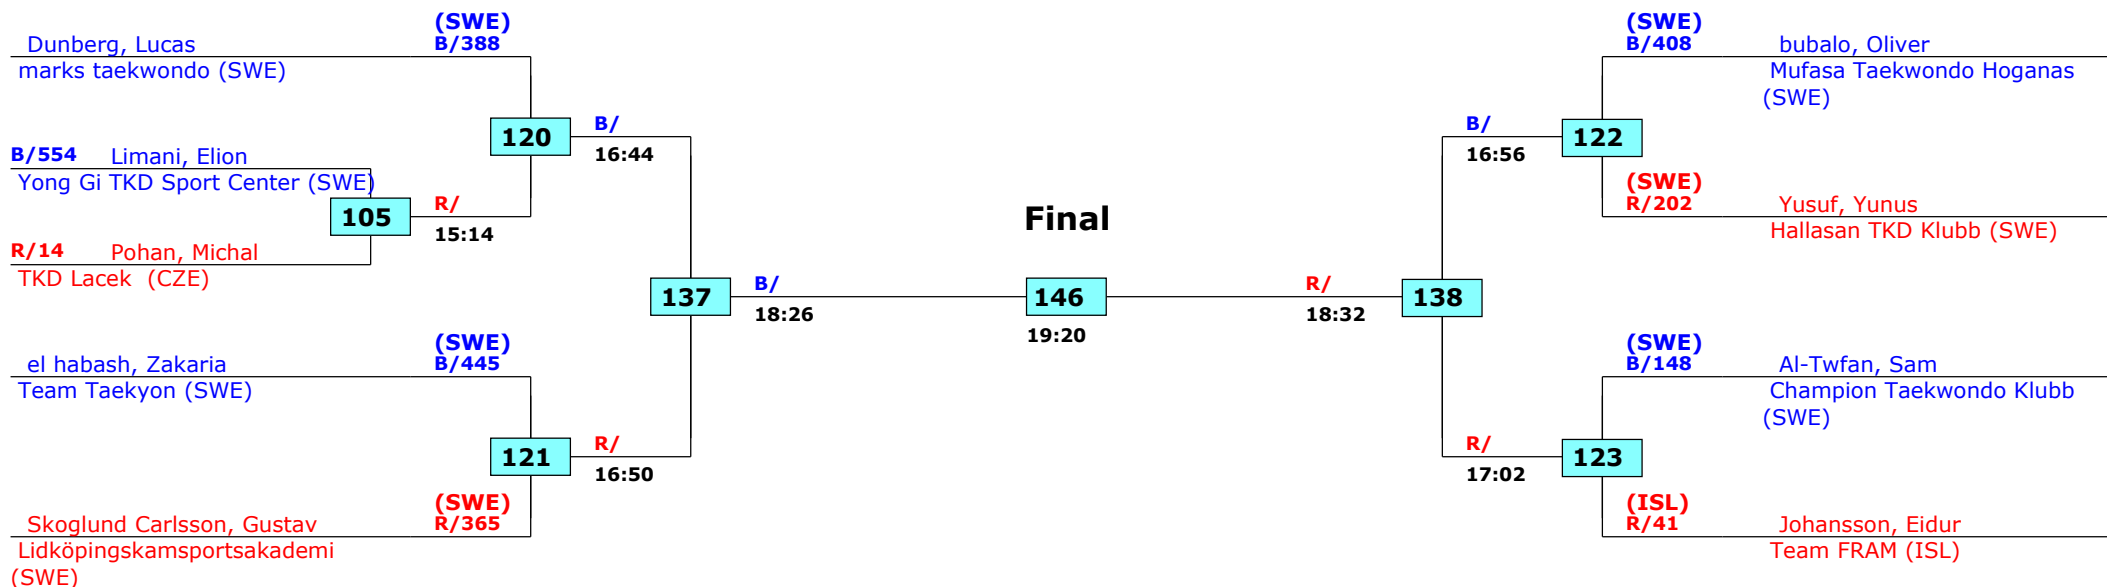 (SWE)
Dunberg, Lucas
B/388
marks taekwondo (SWE)
120
B/
16:44
B/554
Limani, Elion
Yong Gi TKD Sport Center (SWE)
105
R/
15:14
R/14
Pohan, Michal
TKD Lacek  (CZE)
137
B/
18:26
(SWE)
el habash, Zakaria
B/445
Team Taekyon (SWE)
121
R/
16:50
(SWE)
Skoglund Carlsson, Gustav
R/365
Lidköpingskamsportsakademi
(SWE)
Final
146
19:20
(SWE)
B/408
bubalo, Oliver
Mufasa Taekwondo Hoganas
(SWE)
B/
16:56
122
(SWE)
R/202
Yusuf, Yunus
Hallasan TKD Klubb (SWE)
R/
18:32
138
(SWE)
B/148
Al-Twfan, Sam
Champion Taekwondo Klubb
(SWE)
R/
17:02
123
(ISL)
R/41
Johansson, Eidur
Team FRAM (ISL)